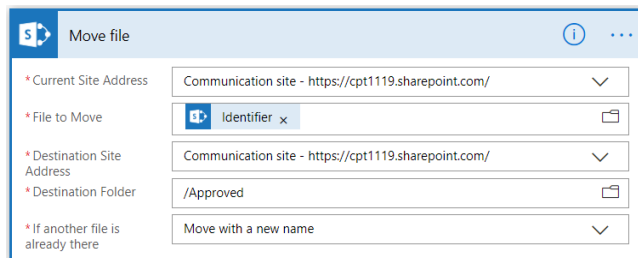 Move file
* Current Site Address
Communication site - https://cpt1119.sharepoint.com/
* File to Move
Identifier
* Destination Site
Address
Communication site - https://cpt1119.sharepoint.com/
* Destination Folder
/Approved
* If another file is
already there
Move with a new name